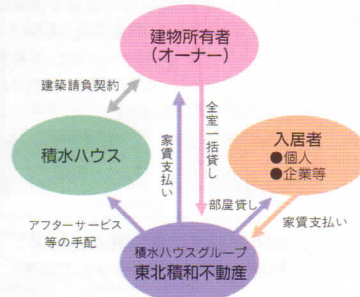 建物所有者
(オーナー)
建築請負契約
全室一括貸し
家賃支払い
積水ハウス
入居者
●個人
●企業等
部屋貸し
家賃支払い
アフターサービス
等の手配
積水ハウスグループ
東北積和不動産